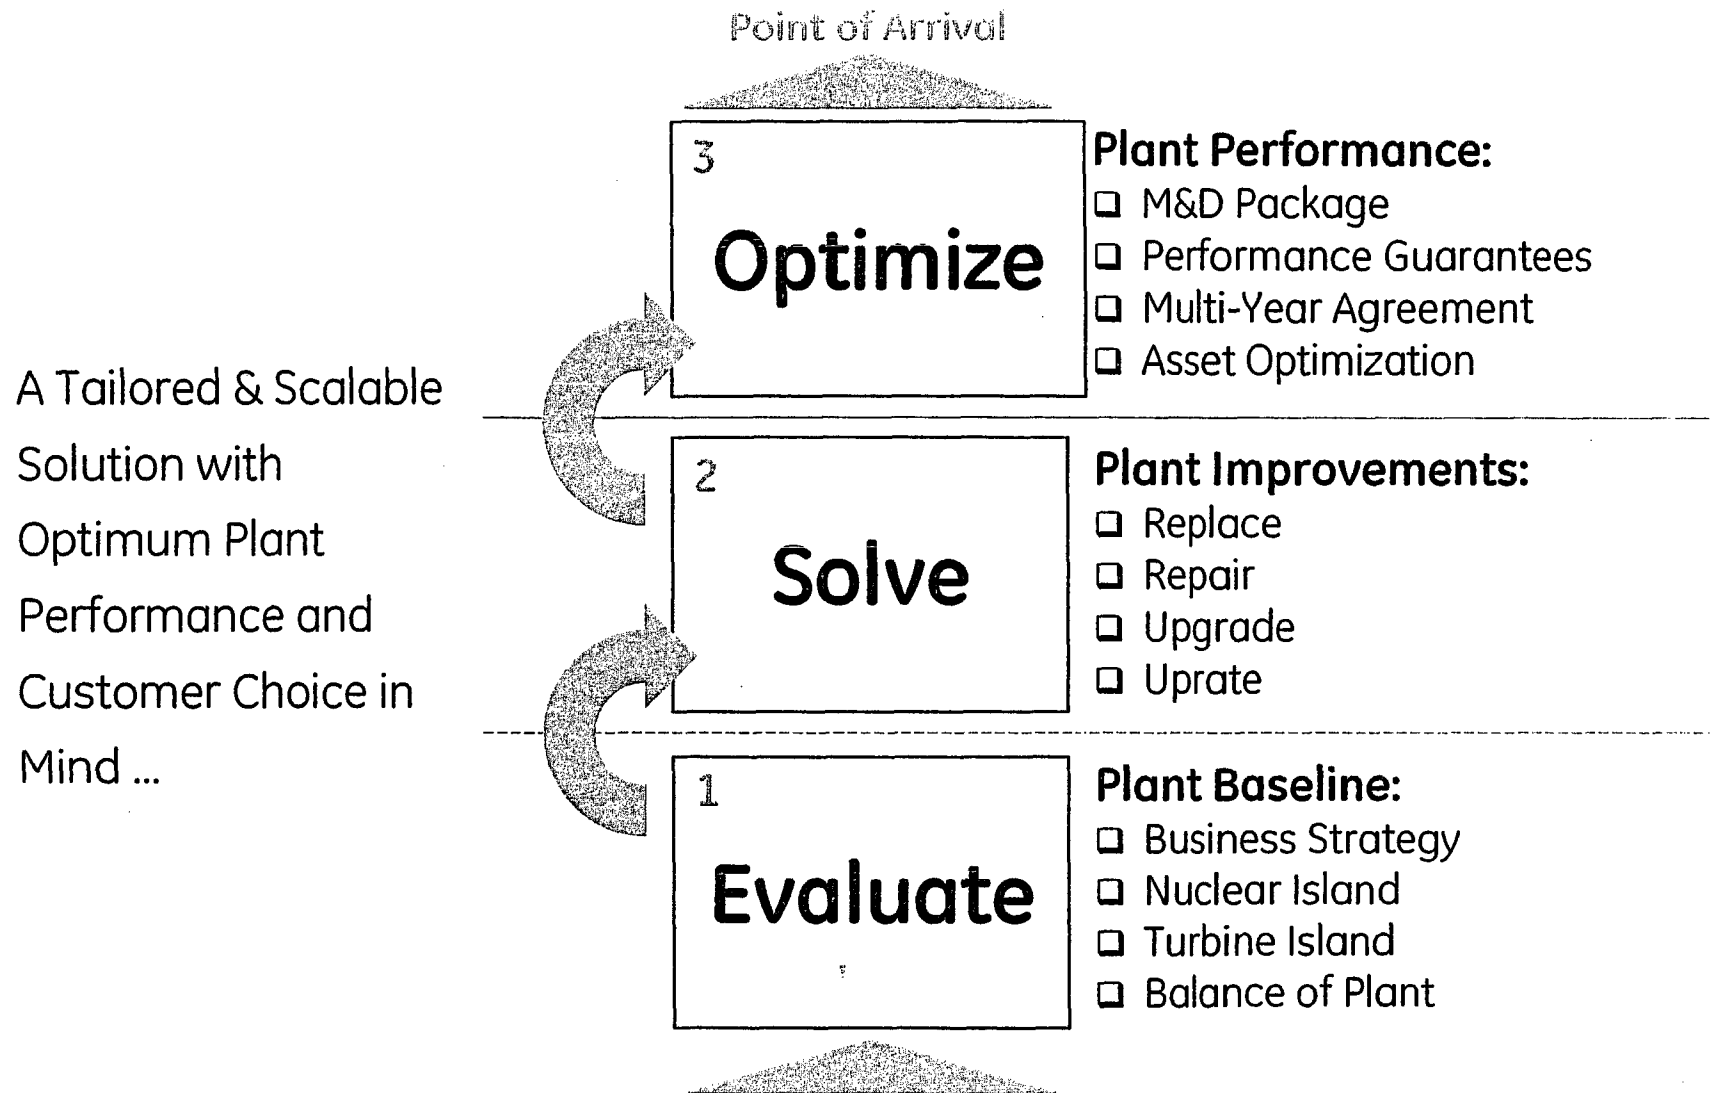 Point of Arrival
3
Optimize
Plant Performance:
❑ M&D Package
❑ Performance Guarantees
❑ Multi-Year Agreement
❑ Asset Optimization
A Tailored & Scalable
Solution with
Optimum Plant
Performance and
Customer Choice in
Mind ...
2
Solve
Plant Improvements:
❑ Replace
❑ Repair
❑ Upgrade
❑ Uprate
1
Evaluate
Plant Baseline:
❑ Business Strategy
❑ Nuclear Island
❑ Turbine Island
❑ Balance of Plant